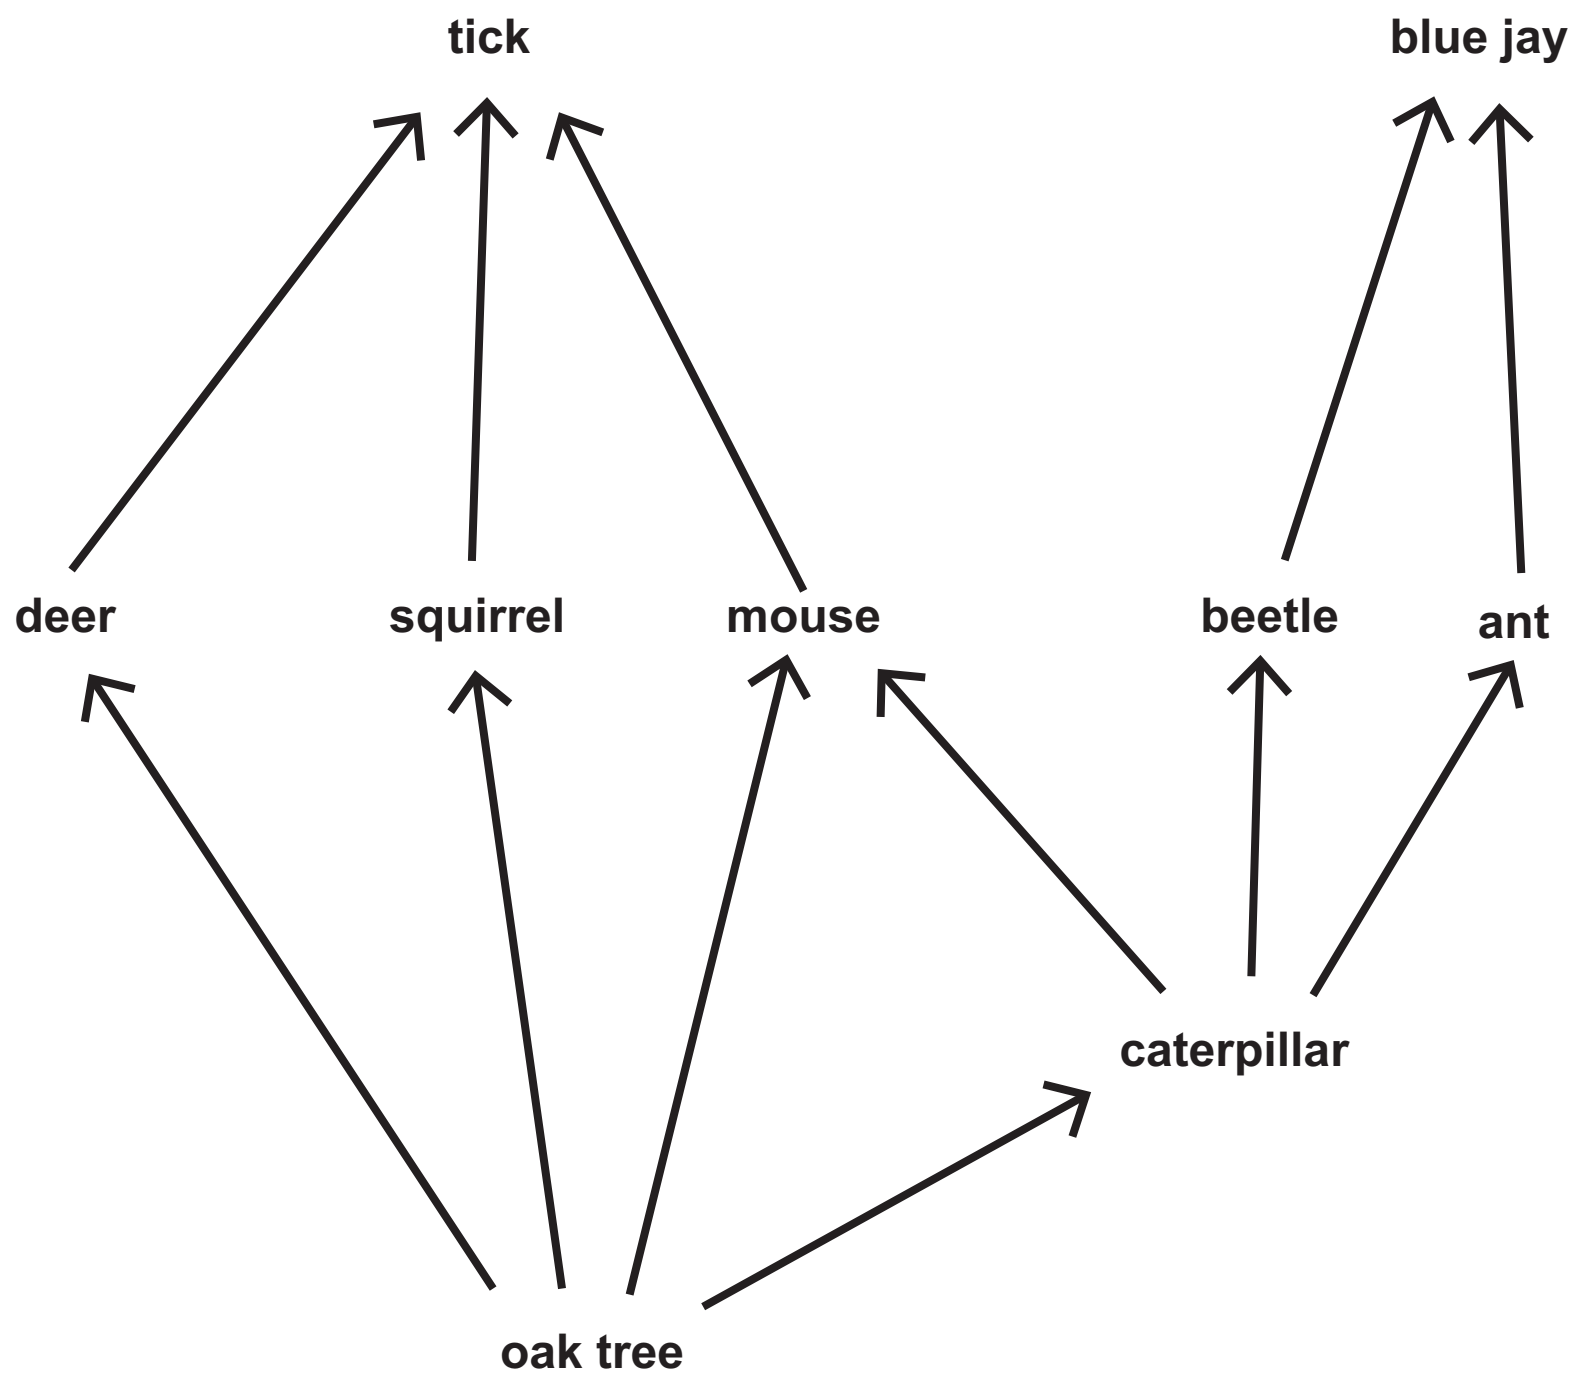 tick
blue jay
deer
squirrel
mouse
beetle
ant
caterpillar
oak tree